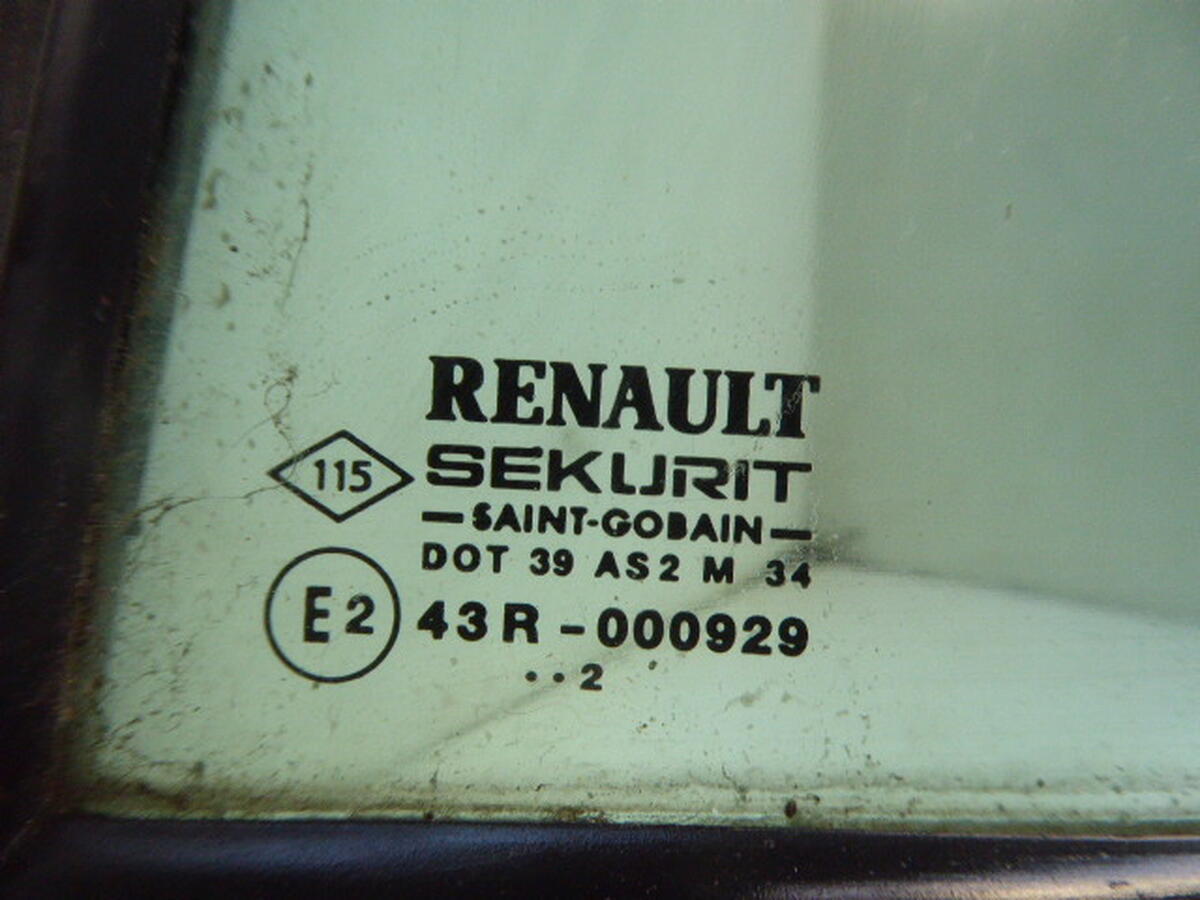 RENAULT
115 SEKURIT
SAINT-GOBAIN
DOT 39 AS2 M 34
E2 43R-000929
..2